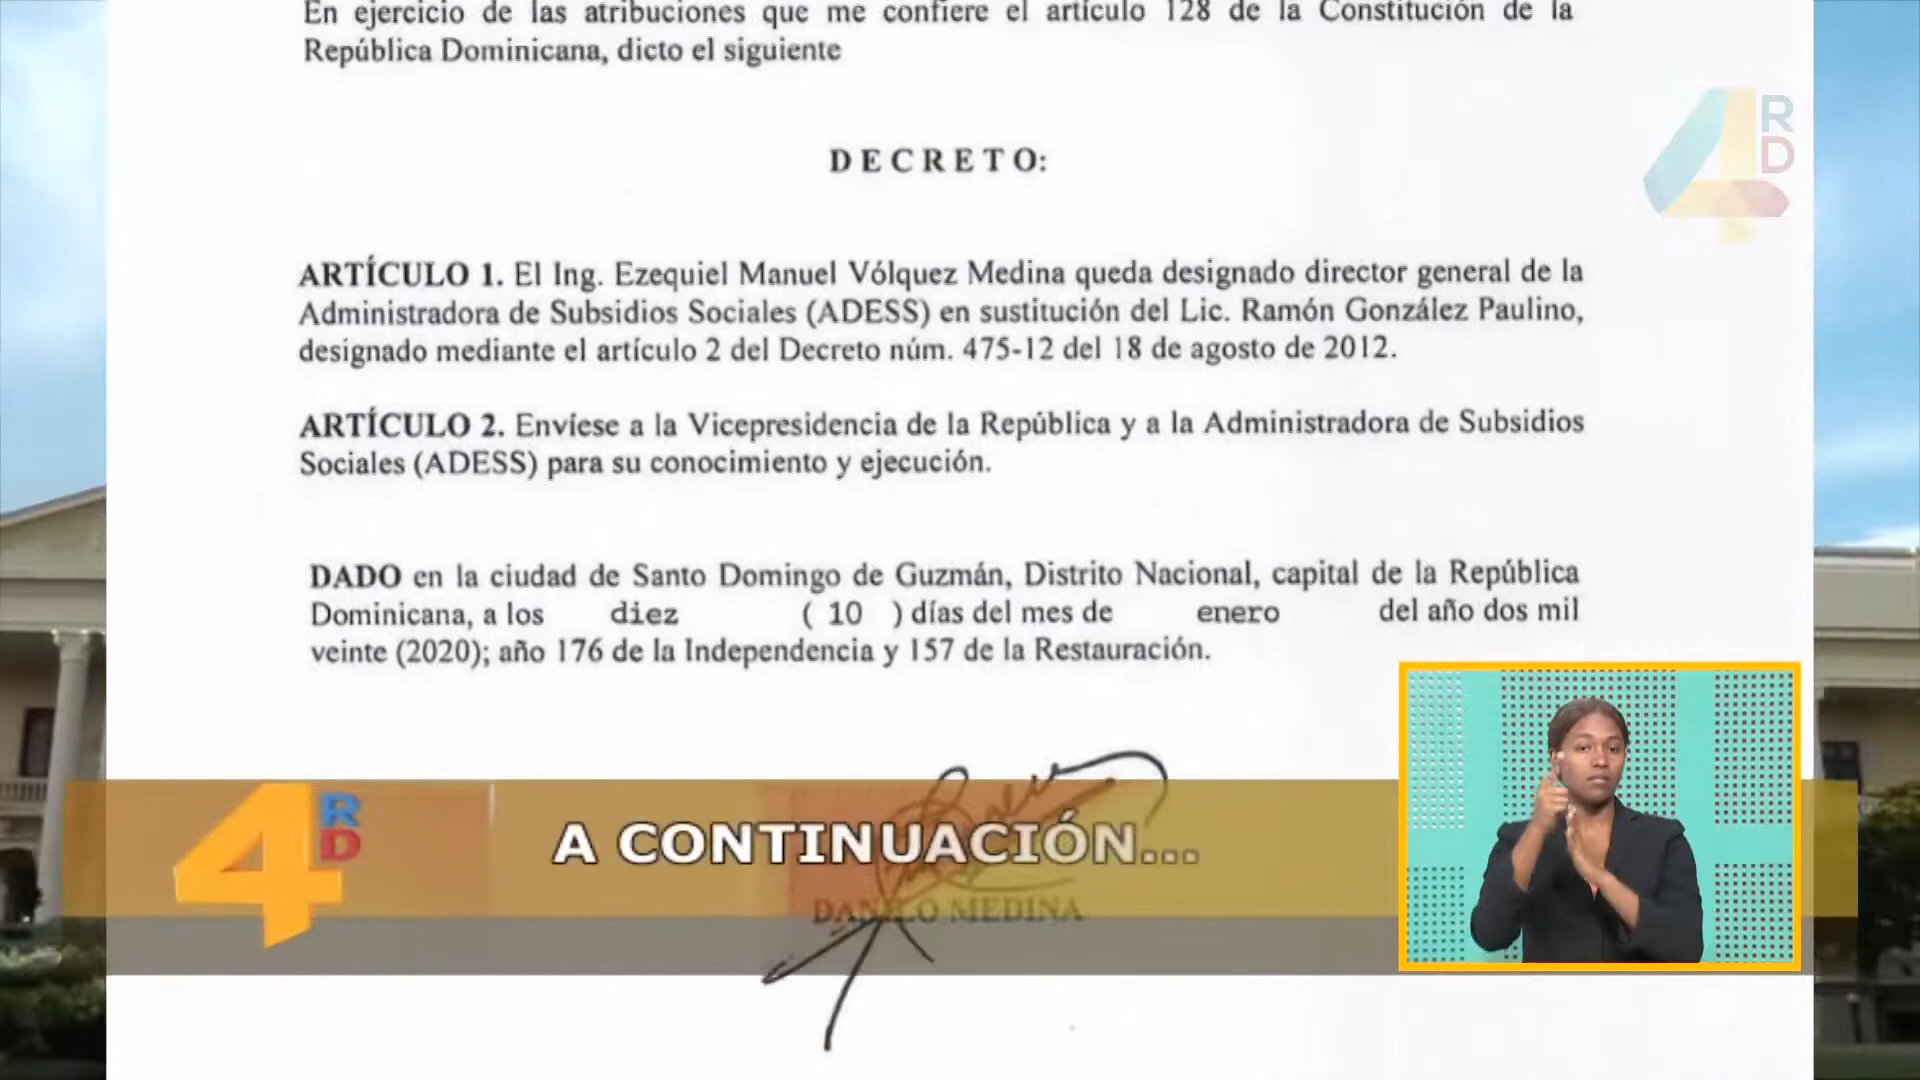 En ejercicio de las atribuciones que me confiere el artículo 128 de la Constitución de la
República Dominicana, dicto el siguiente
DECRETO:
ARTÍCULO 1. El Ing. Ezequiel Manuel Vólquez Medina queda designado director general de la
Administradora de Subsidios Sociales (ADESS) en sustitución del Lic. Ramón González Paulino,
designado mediante el artículo 2 del Decreto núm. 475-12 del 18 de agosto de 2012.
ARTÍCULO 2. Envíese a la Vicepresidencia de la República y a la Administradora de Subsidios
Sociales (ADESS) para su conocimiento y ejecución.
DADO en la ciudad de Santo Domingo de Guzmán, Distrito Nacional, capital de la República
Dominicana, a los diez ( 10 ) días del mes de enero del año dos mil
veinte (2020); año 176 de la Independencia y 157 de la Restauración.
4RD
4RD
A CONTINUACIÓN...
DANILO MEDINA